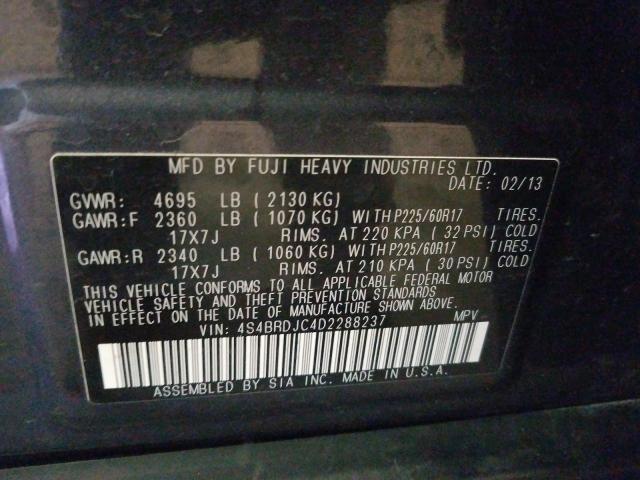 MFD BY FUJI HEAVY INDUSTRIES LTD.
DATE: 02/13
GVWR: 4695 LB ( 2130 KG)
GAWR:F 2360 LB ( 1070 KG) WITH P225/60R17 TIRES.
17X7J RIMS. AT 220 KPA ( 32 PSI) COLD
GAWR:R 2340 LB ( 1060 KG) WITH P225/60R17 TIRES.
17X7J RIMS. AT 210 KPA ( 30 PSI) COLD
THIS VEHICLE CONFORMS TO ALL APPLICABLE FEDERAL MOTOR
VEHICLE SAFETY AND THEFT PREVENTION STANDARDS
IN EFFECT ON THE DATE OF MANUFACTURE SHOWN ABOVE.
VIN: 4S4BRDJC4D2288237 MPV
ASSEMBLED BY SIA INC. MADE IN U.S.A.